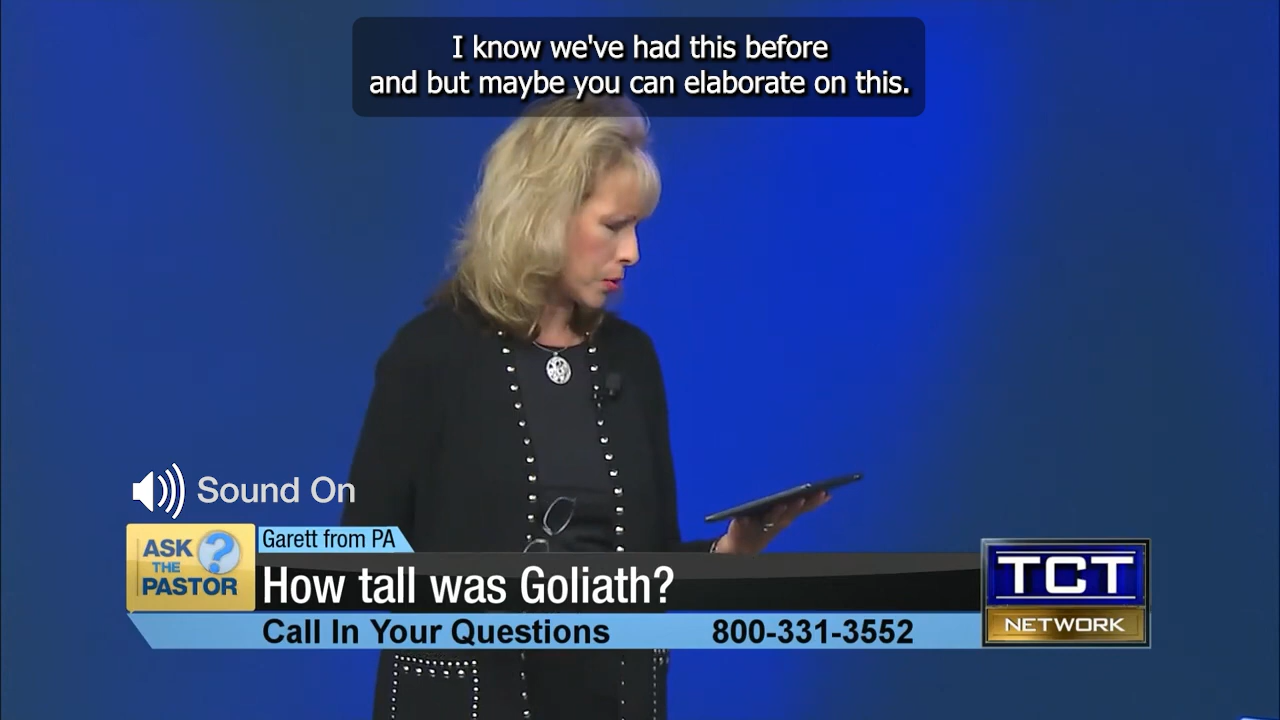 I know we've had this before
and but maybe you can elaborate on this.
Sound On
ASK
THE
PASTOR
?
Garett from PA
How tall was Goliath?
Call In Your Questions
800-331-3552
TCT
NETWORK